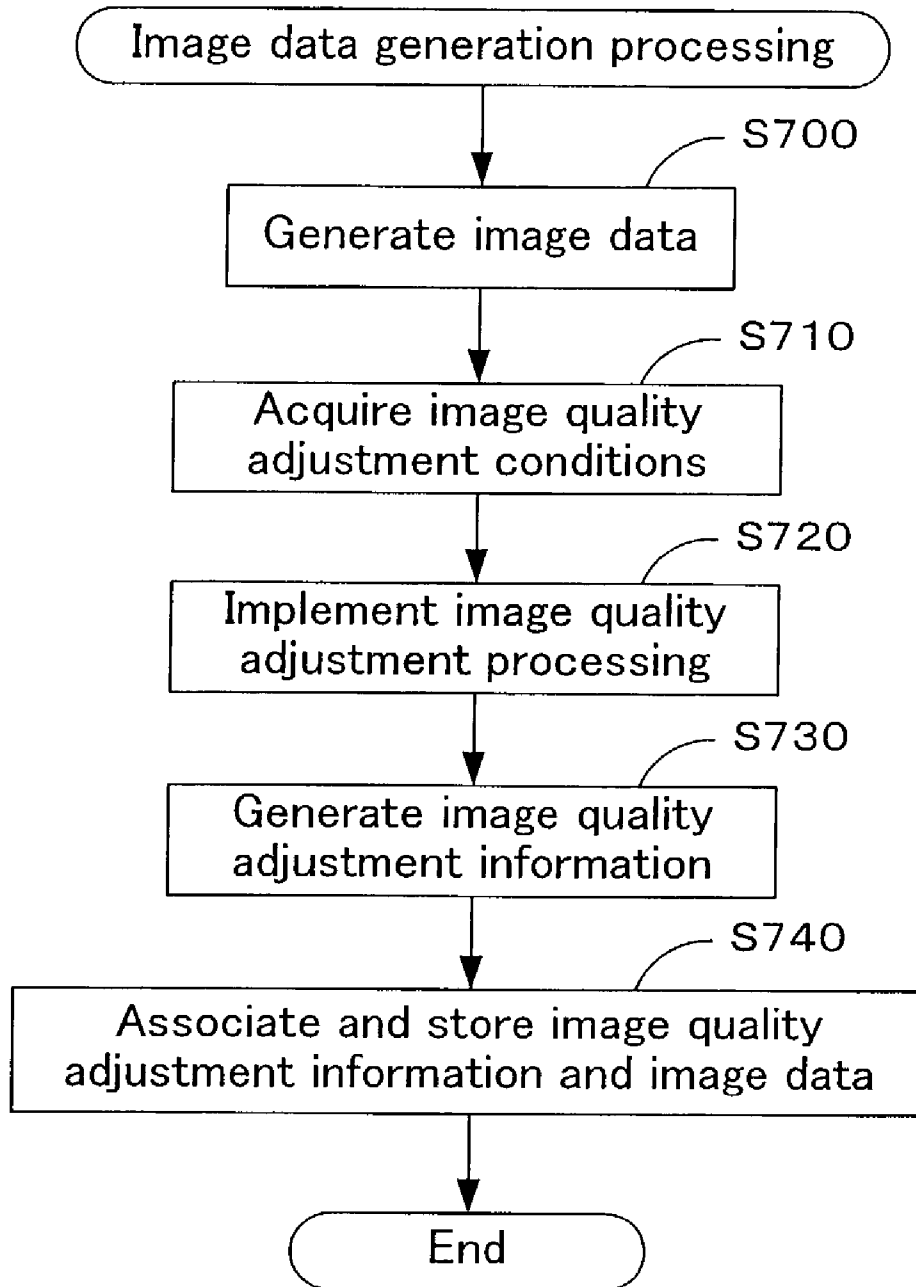 Image data generation processing
S700
Generate image data
S710
Acquire image quality
adjustment conditions
S720
Implement image quality
adjustment processing
S730
Generate image quality
adjustment information
S740
Associate and store image quality
adjustment information and image data
End